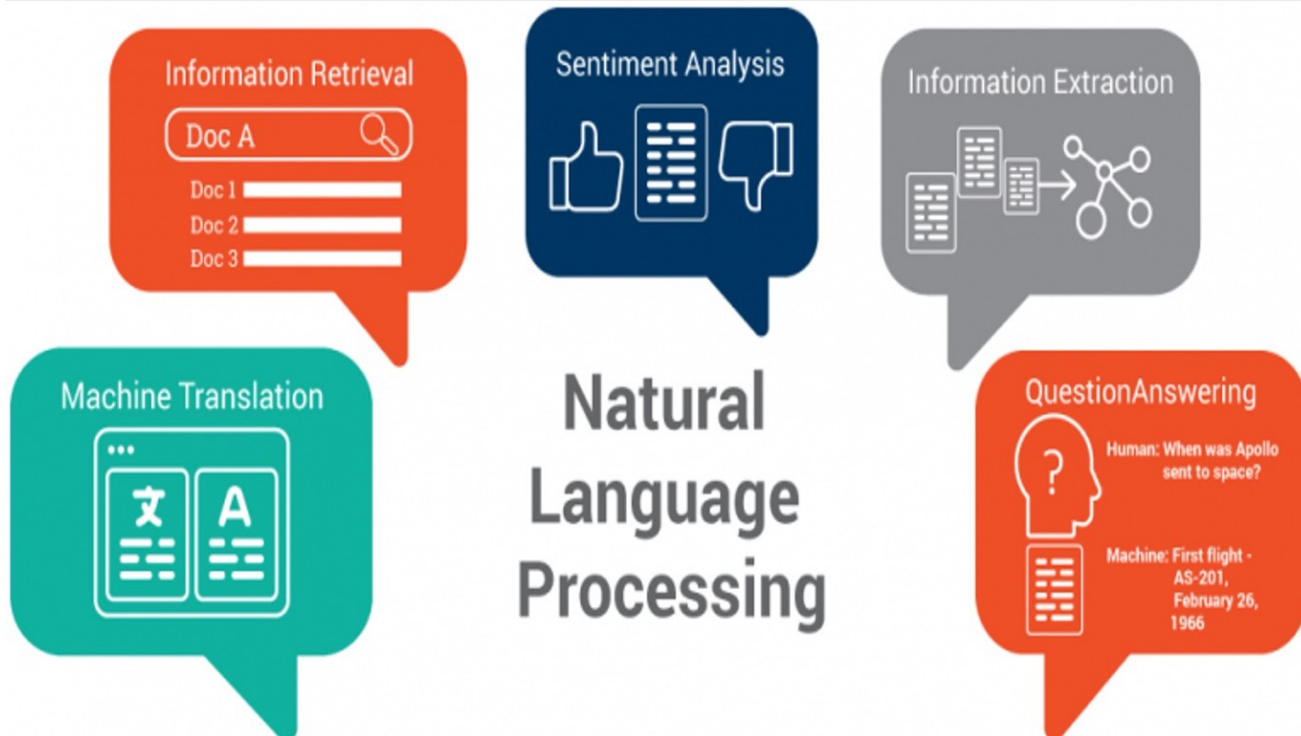 Information Retrieval
Doc A
Doc 1
Doc 2
Doc 3
Sentiment Analysis
Information Extraction
Machine Translation
文 A
Natural
Language
Processing
QuestionAnswering
?
Human: When was Apollo
sent to space?
Machine: First flight -
AS-201,
February 26,
1966